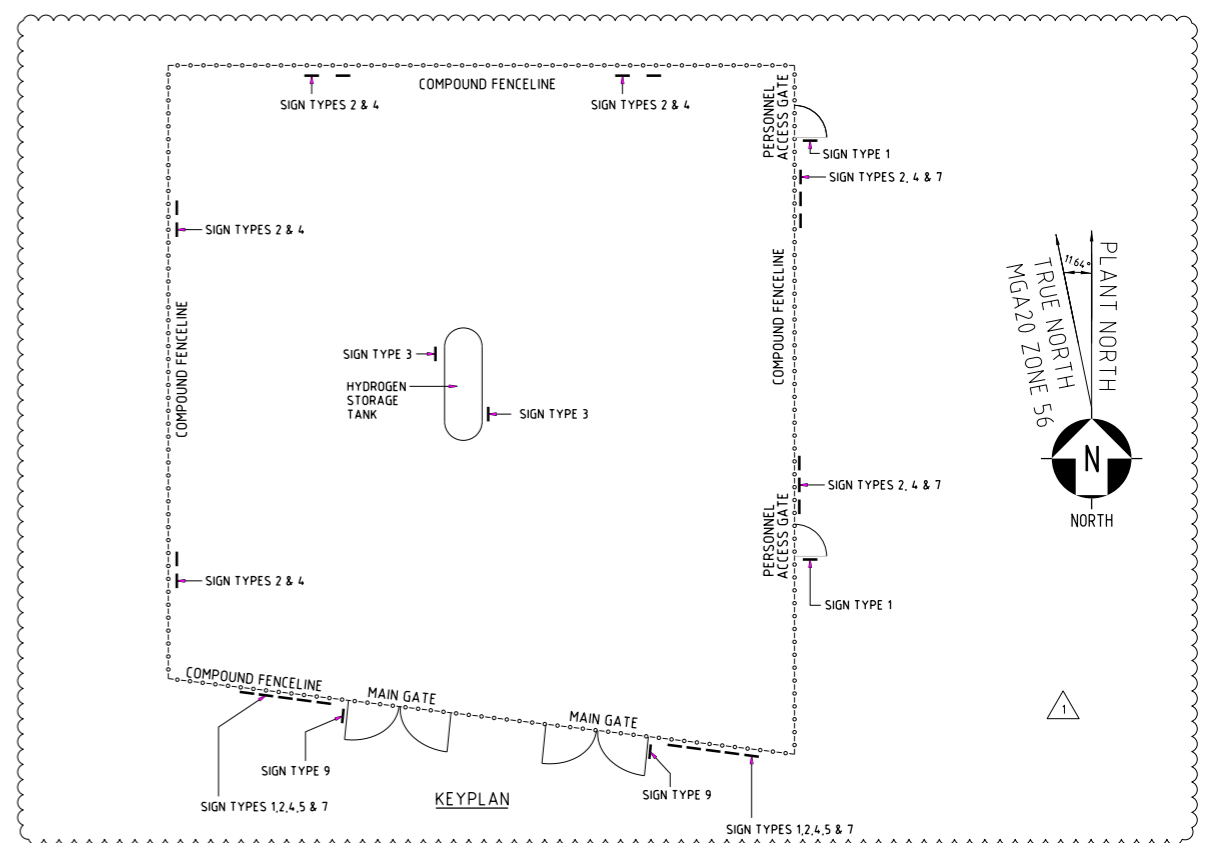 COMPOUND FENCELINE
SIGN TYPES 2 & 4
SIGN TYPES 2 & 4
PERSONNEL
ACCESS GATE
SIGN TYPE 1
SIGN TYPES 2, 4 & 7
SIGN TYPES 2 & 4
COMPOUND FENCELINE
COMPOUND FENCELINE
11.64°
PLANT NORTH
TRUE NORTH
MGA20 ZONE 56
N
NORTH
SIGN TYPE 3
HYDROGEN
STORAGE
TANK
SIGN TYPE 3
SIGN TYPES 2, 4 & 7
PERSONNEL
ACCESS GATE
SIGN TYPE 1
SIGN TYPES 2 & 4
COMPOUND FENCELINE
MAIN GATE
MAIN GATE
1
SIGN TYPE 9
SIGN TYPES 1,2,4,5 & 7
KEYPLAN
SIGN TYPE 9
SIGN TYPES 1,2,4,5 & 7